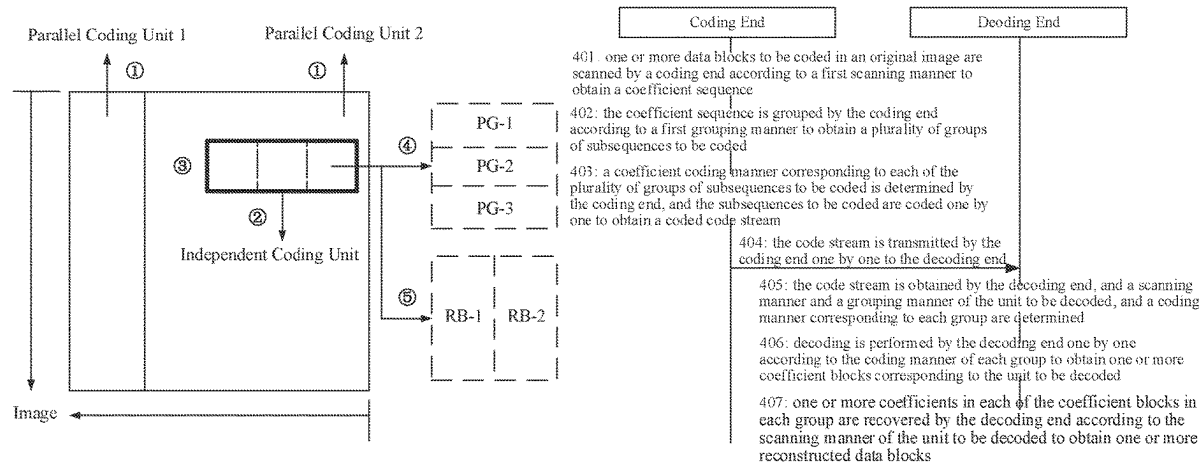 Parallel Coding Unit 1
Parallel Coding Unit 2
①
①
③
②
Independent Coding Unit
④
PG-1
PG-2
PG-3
⑤
RB-1
RB-2
Image
Coding End
Deoding End
401: one or more data blocks to be coded in an original image are
scanned by a coding end according to a first scanning manner to
obtain a coefficient sequence
402: the coefficient sequence is grouped by the coding end
according to a first grouping manner to obtain a plurality of groups
of subsequences to be coded
403: a coefficient coding manner corresponding to each of the
plurality of groups of subsequences to be coded is determined by
the coding end, and the subsequences to be coded are coded one by
one to obtain a coded code stream
404: the code stream is transmitted by the
coding end one by one to the decoding end
405: the code stream is obtained by the decoding end, and a scanning
manner and a grouping manner of the unit to be decoded, and a coding
manner corresponding to each group are determined
406: decoding is performed by the decoding end one by one
according to the coding manner of each group to obtain one or more
coefficient blocks corresponding to the unit to be decoded
407: one or more coefficients in each of the coefficient blocks in
each group are recovered by the decoding end according to the
scanning manner of the unit to be decoded to obtain one or more
reconstructed data blocks